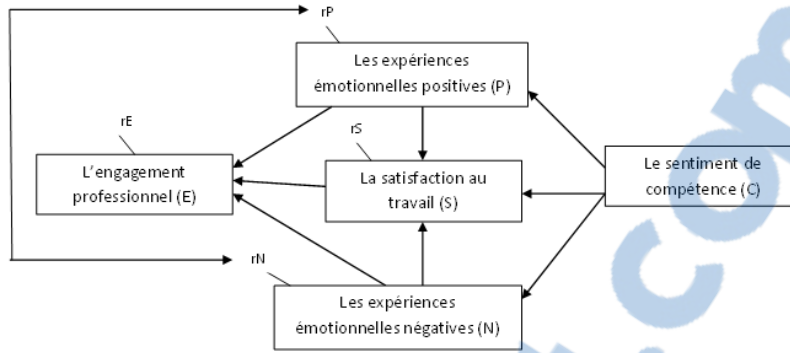 rP
Les expériences
émotionnelles positives (P)
rE
rS
L'engagement
professionnel (E)
La satisfaction au
travail (S)
Le sentiment de
compétence (C)
rN
Les expériences
émotionnelles négatives (N)
.com